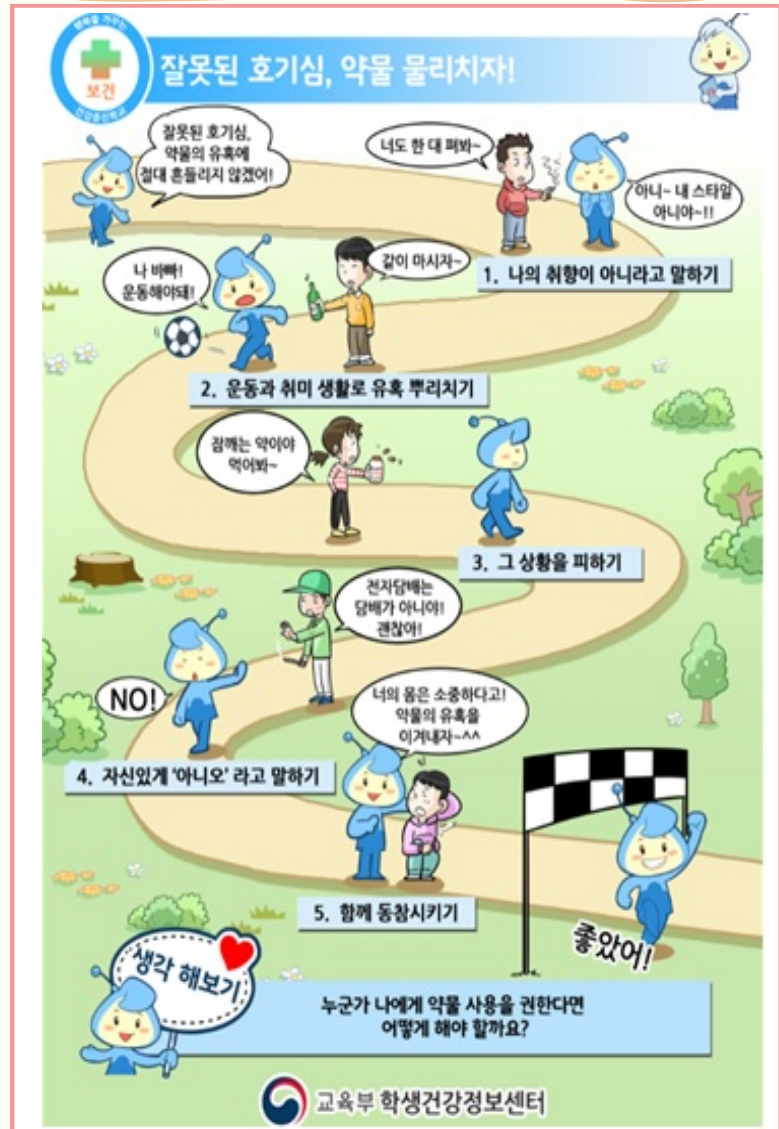 행복을 가꾸는
보건
건강증진학교
잘못된 호기심, 약물 물리치자!
잘못된 호기심,
약물의 유혹에
절대 흔들리지 않겠어!
너도 한 대 펴봐~
아니~ 내 스타일
아니야~!!
1. 나의 취향이 아니라고 말하기
나 바빠!
운동해야돼!
같이 마시자~
2. 운동과 취미 생활로 유혹 뿌리치기
잠깨는 약이야
먹어봐~
3. 그 상황을 피하기
전자담배는
담배가 아니야!
괜찮아!
NO!
4. 자신있게 '아니오' 라고 말하기
너의 몸은 소중하다고!
약물의 유혹을
이겨내자~^^
5. 함께 동참시키기
좋았어!
생각 해보기
누군가 나에게 약물 사용을 권한다면
어떻게 해야 할까요?
교육부 학생건강정보센터